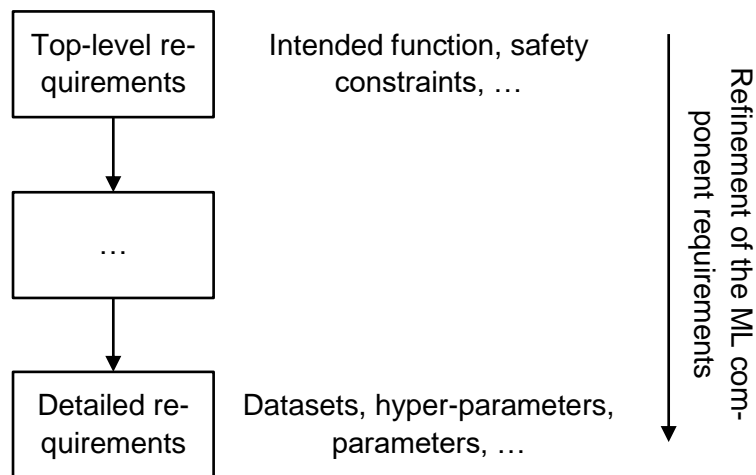 Top-level re-
quirements
Intended function, safety
constraints, …
…
Detailed re-
quirements
Datasets, hyper-parameters,
parameters, …
Refinement of the ML com-
ponent requirements